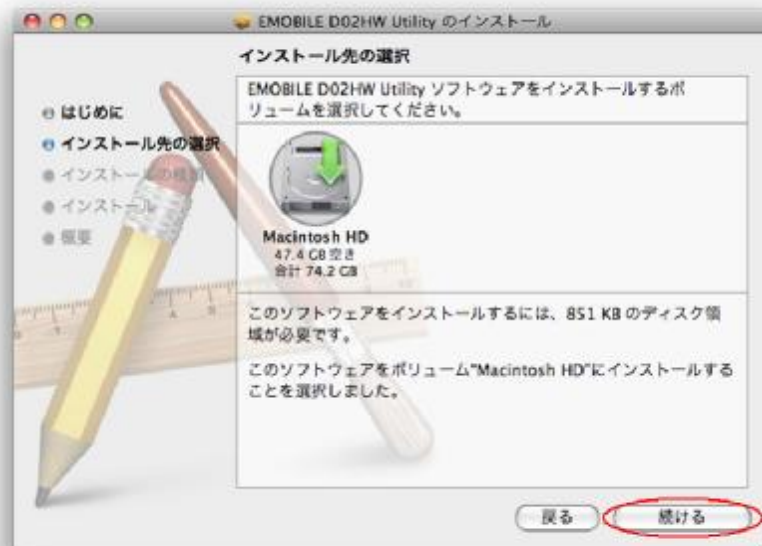 EMOBILE D02HW Utility のインストール
インストール先の選択
はじめに
インストール先の選択
インストールの種類
インストール
概要
EMOBILE D02HW Utility ソフトウェアをインストールするボ
リュームを選択してください。
Macintosh HD
47.4 GB 空き
合計 74.2 GB
このソフトウェアをインストールするには、851 KB のディスク領
域が必要です。
このソフトウェアをボリューム"Macintosh HD"にインストールする
ことを選択しました。
戻る
続ける